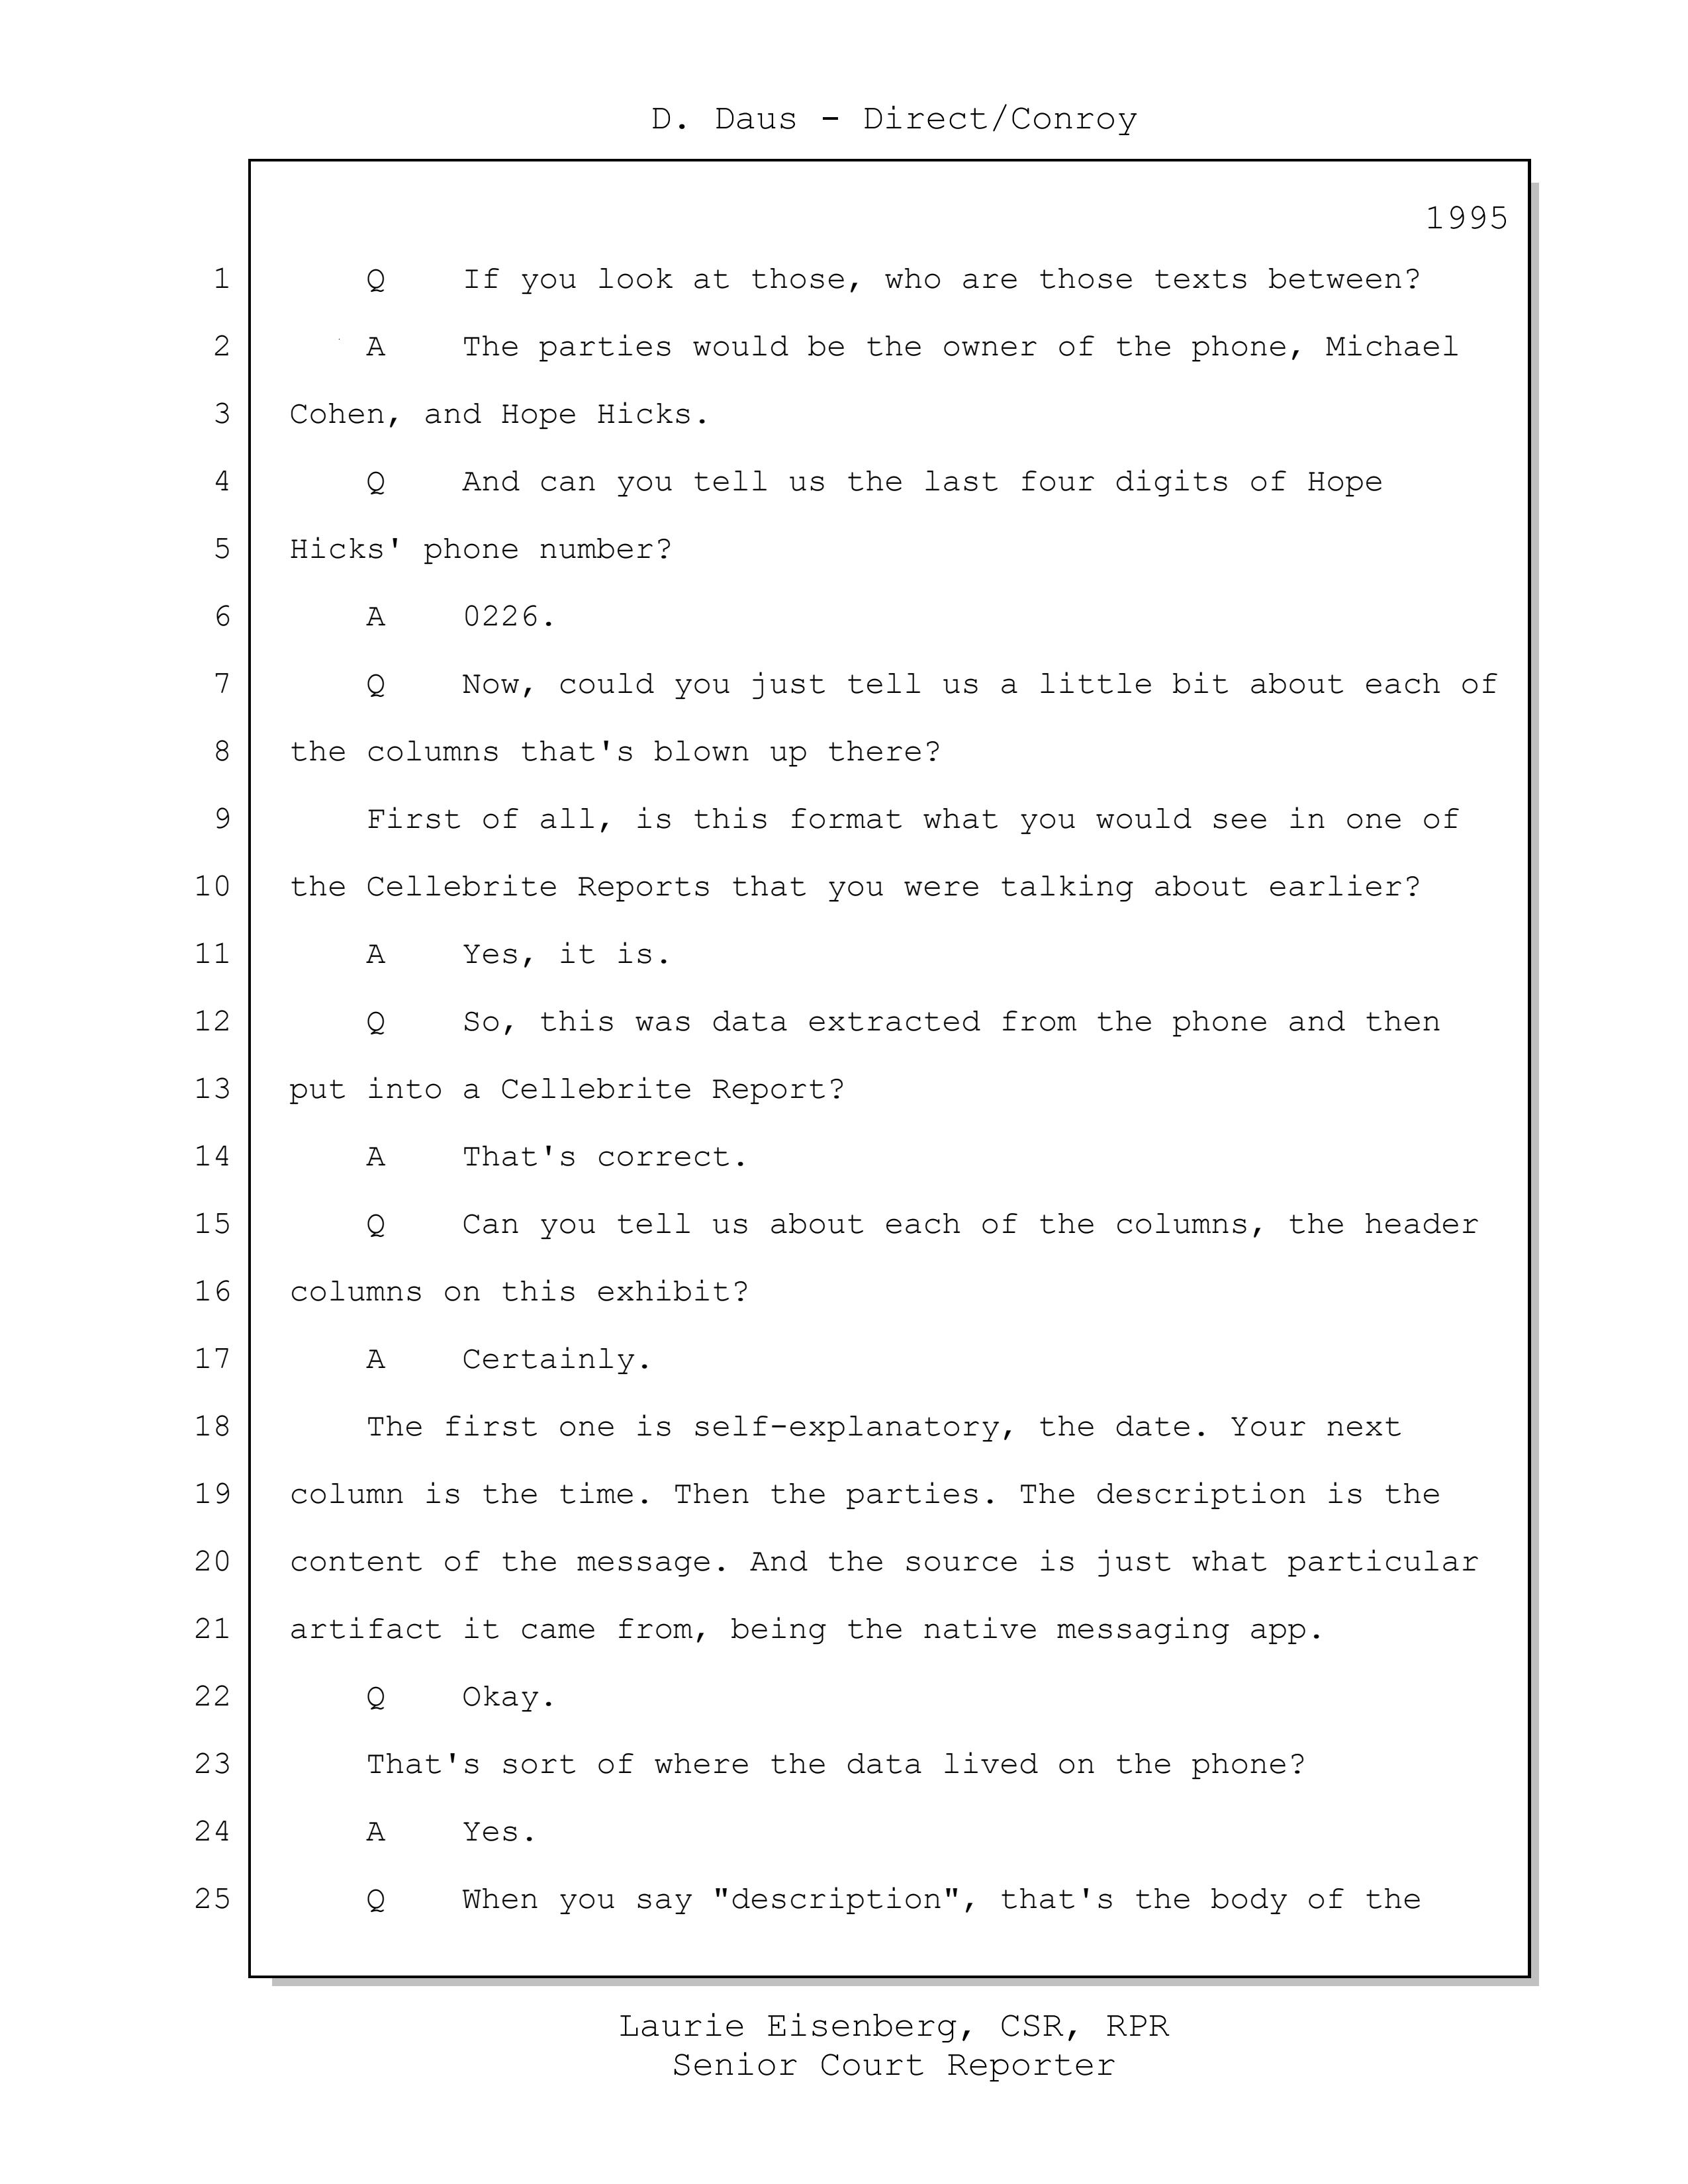 D. Daus - Direct/Conroy
1995
1 Q If you look at those, who are those texts between?
2 A The parties would be the owner of the phone, Michael
3 Cohen, and Hope Hicks.
4 Q And can you tell us the last four digits of Hope
5 Hicks' phone number?
6 A 0226.
7 Q Now, could you just tell us a little bit about each of
8 the columns that's blown up there?
9 First of all, is this format what you would see in one of
10 the Cellebrite Reports that you were talking about earlier?
11 A Yes, it is.
12 Q So, this was data extracted from the phone and then
13 put into a Cellebrite Report?
14 A That's correct.
15 Q Can you tell us about each of the columns, the header
16 columns on this exhibit?
17 A Certainly.
18 The first one is self-explanatory, the date. Your next
19 column is the time. Then the parties. The description is the
20 content of the message. And the source is just what particular
21 artifact it came from, being the native messaging app.
22 Q Okay.
23 That's sort of where the data lived on the phone?
24 A Yes.
25 Q When you say "description", that's the body of the
Laurie Eisenberg, CSR, RPR
Senior Court Reporter